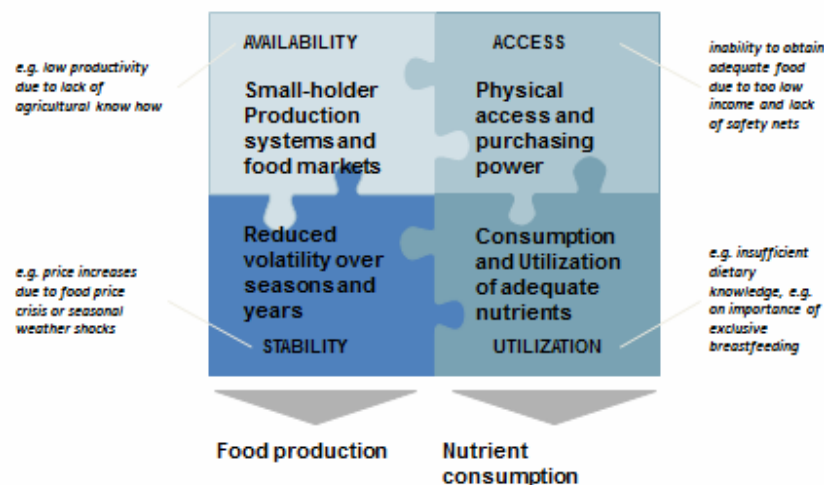 AVAILABILITY
Small-holder
Production
systems and
food markets
e.g. low productivity
due to lack of
agricultural know how
ACCESS
Physical
access and
purchasing
power
inability to obtain
adequate food
due to too low
income and lack
of safety nets
Reduced
volatility over
seasons and
years
STABILITY
e.g. price increases
due to food price
crisis or seasonal
weather shocks
Consumption
and Utilization
of adequate
nutrients
UTILIZATION
e.g. insufficient
dietary
knowledge, e.g.
on importance of
exclusive
breastfeeding
Food production
Nutrient
consumption